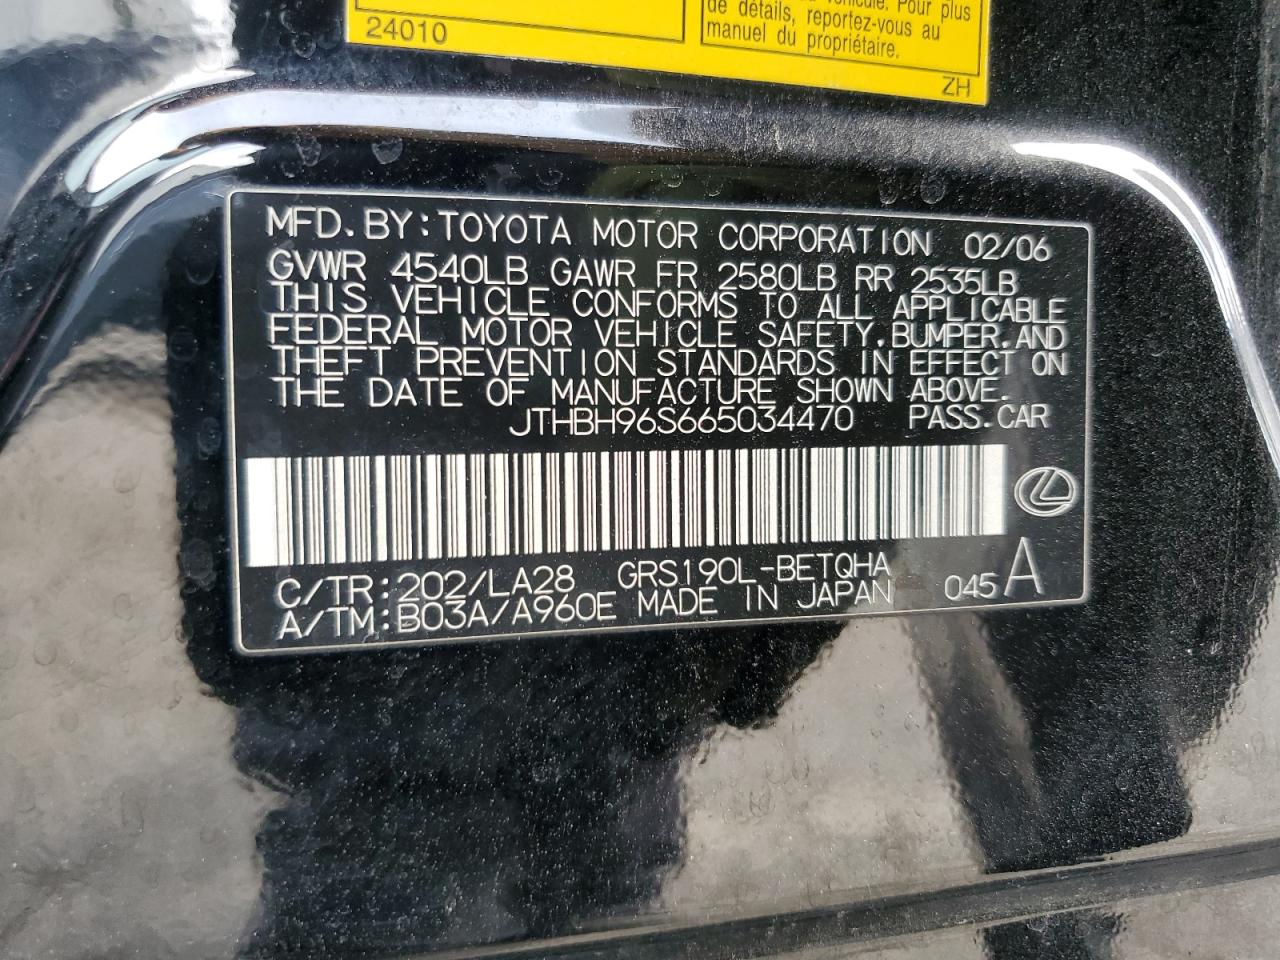 véhicule. Pour plus
de détails, reportez-vous au
manuel du propriétaire.
24010
ZH
MFD.BY:TOYOTA MOTOR CORPORATION 02/06
GVWR 4540LB GAWR FR 2580LB RR 2535LB
THIS VEHICLE CONFORMS TO ALL APPLICABLE
FEDERAL MOTOR VEHICLE SAFETY,BUMPER,AND
THEFT PREVENTION STANDARDS IN EFFECT ON
THE DATE OF MANUFACTURE SHOWN ABOVE.
JTHBH96S665034470 PASS.CAR
C/TR:202/LA28 GRS190L-BETQHA
A/TM:B03A/A960E MADE IN JAPAN 045 A